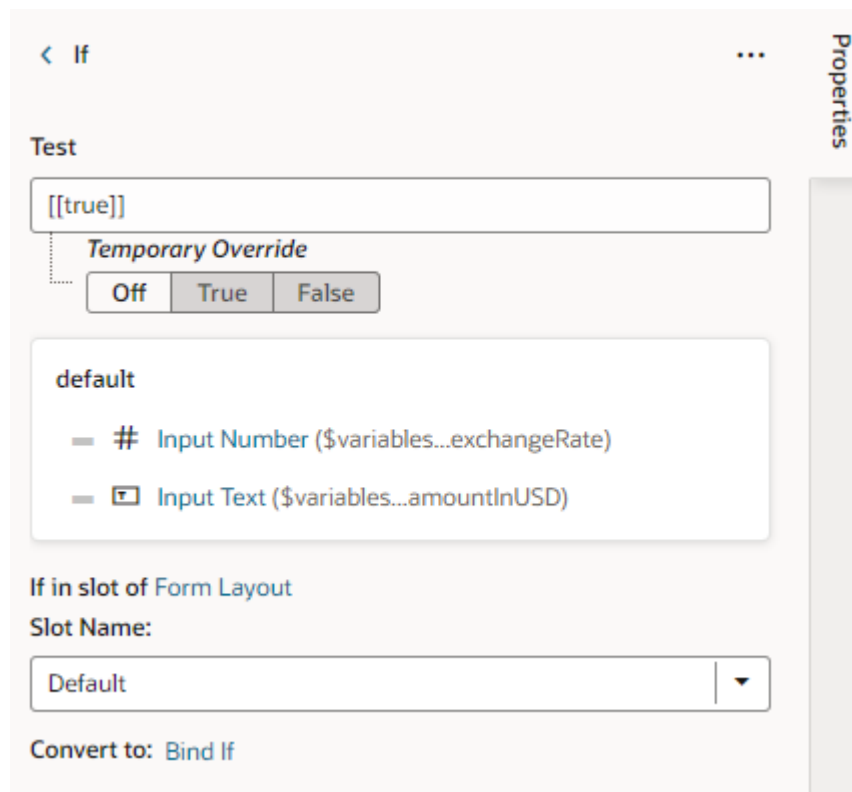 If
...
Properties
Test
[[true]]
Temporary Override
Off True False
default
# Input Number ($variables...exchangeRate)
T Input Text ($variables...amountInUSD)
If in slot of Form Layout
Slot Name:
Default
Convert to: Bind If